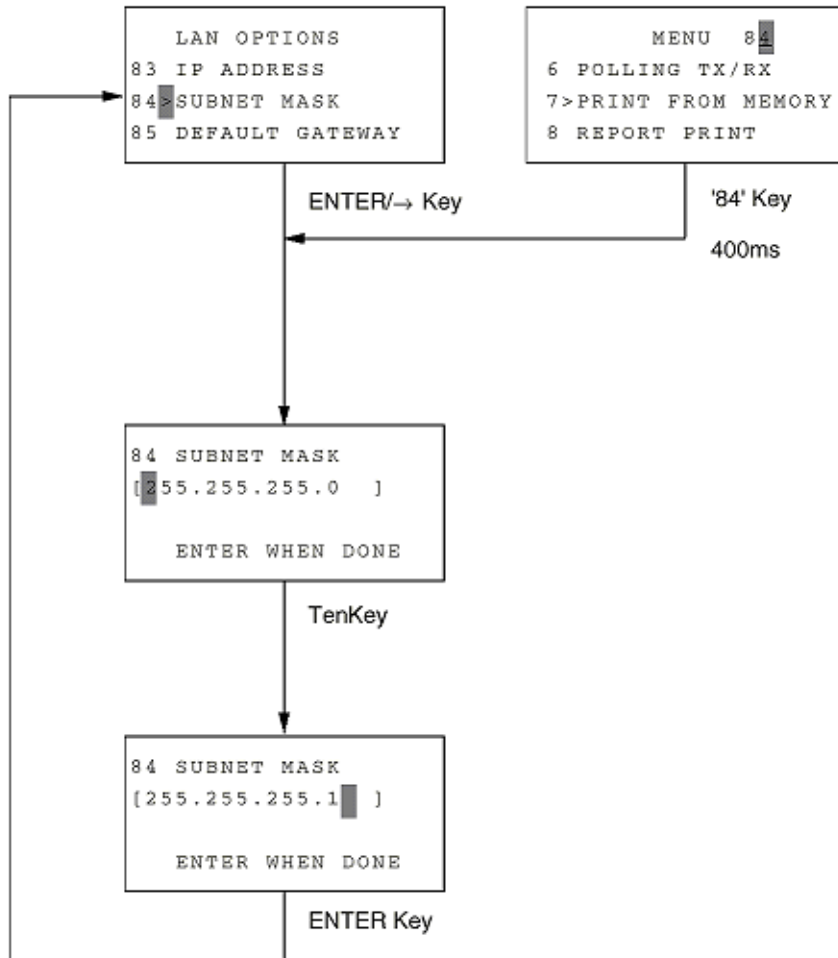 LAN OPTIONS
83 IP ADDRESS
84>SUBNET MASK
85 DEFAULT GATEWAY
MENU 84
6 POLLING TX/RX
7>PRINT FROM MEMORY
8 REPORT PRINT
ENTER/→ Key
'84' Key
400ms
84 SUBNET MASK
[255.255.255.0 ]
ENTER WHEN DONE
TenKey
84 SUBNET MASK
[255.255.255.1 ]
ENTER WHEN DONE
ENTER Key